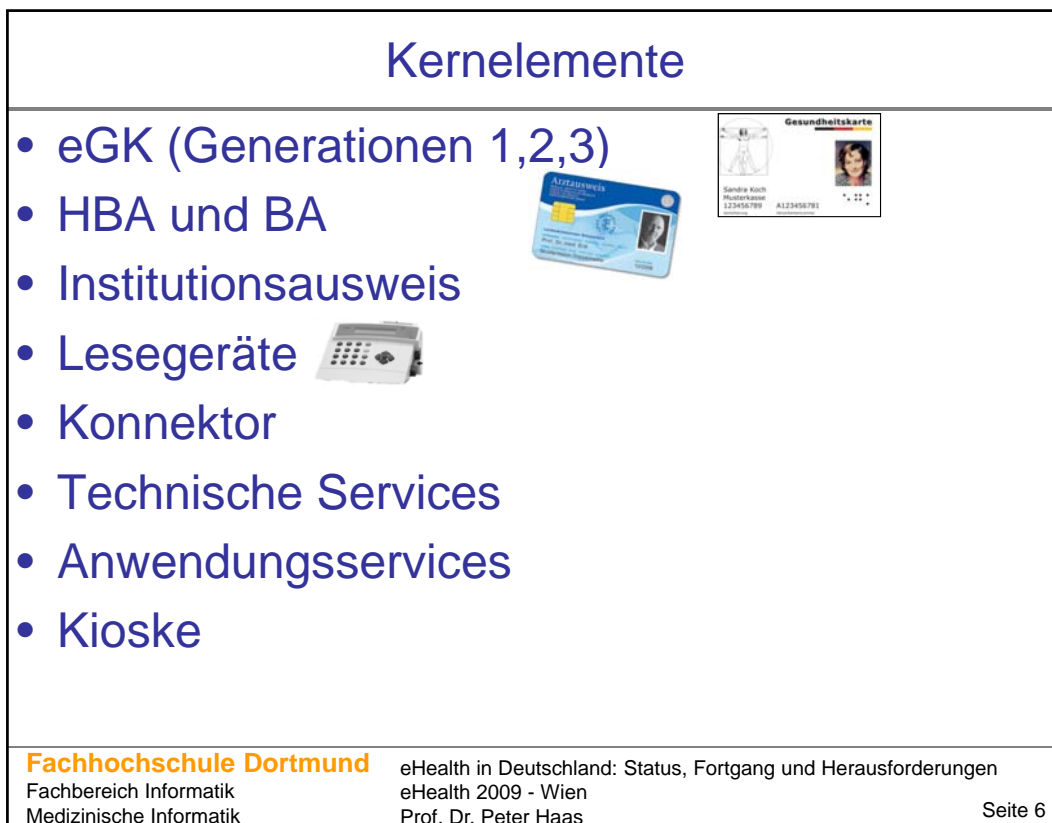 Kernelemente
• eGK (Generationen 1,2,3)
Gesundheitskarte
Sandra Koch
Musterkasse
123456789 A123456781
Arztausweis
• HBA und BA
• Institutionsausweis
• Lesegeräte
• Konnektor
• Technische Services
• Anwendungsservices
• Kioske
Fachhochschule Dortmund
Fachbereich Informatik
Medizinische Informatik
eHealth in Deutschland: Status, Fortgang und Herausforderungen
eHealth 2009 - Wien
Prof. Dr. Peter Haas
Seite 6